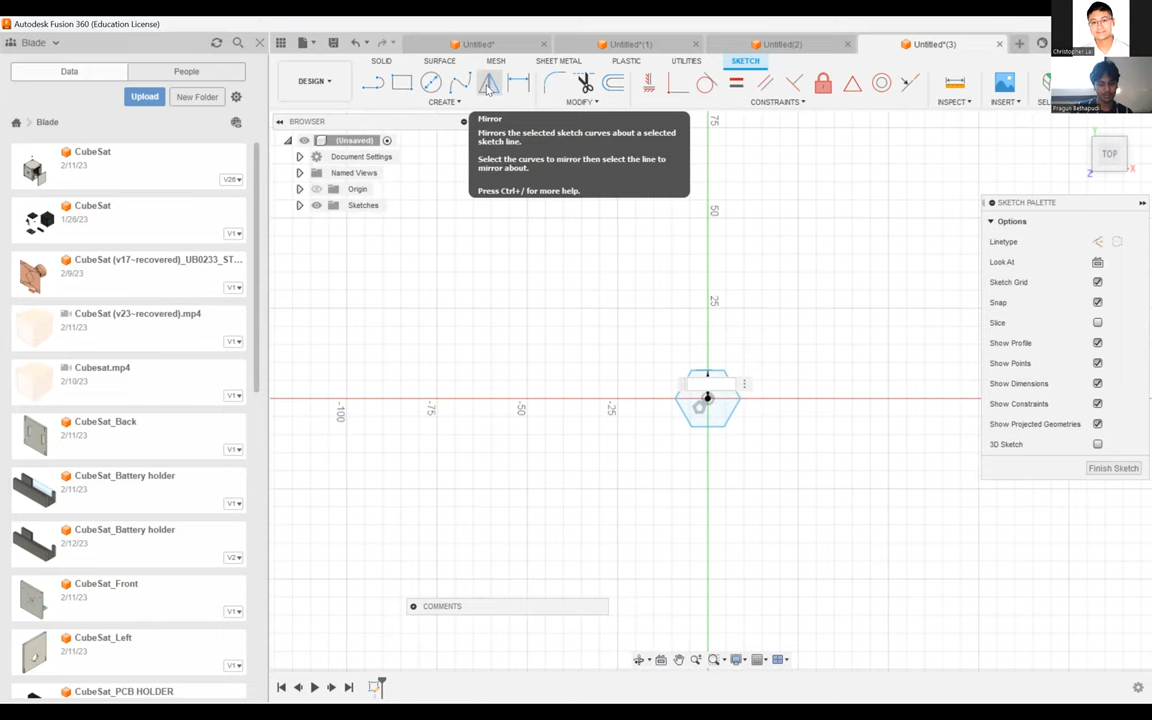 Autodesk Fusion 360 (Education License)
Blade
Untitled*
Untitled*(1)
Untitled(2)
Untitled*(3)
Data
People
Upload
New Folder
Blade
CubeSat
2/11/23
V26
CubeSat
1/26/23
V1
CubeSat (v17~recovered)_UB0233_ST...
2/9/23
V1
CubeSat (v23~recovered).mp4
2/11/23
V1
Cubesat.mp4
2/10/23
V1
CubeSat_Back
2/11/23
V1
CubeSat_Battery holder
2/11/23
V1
CubeSat_Battery holder
2/12/23
V2
CubeSat_Front
2/11/23
V1
CubeSat_Left
2/11/23
V1
CubeSat_PCB HOLDER
DESIGN
SOLID
SURFACE
MESH
SHEET METAL
PLASTIC
UTILITIES
SKETCH
CREATE
MODIFY
CONSTRAINTS
INSPECT
INSERT
Christopher Lai
Pragun Bethapudi
BROWSER
(Unsaved)
Document Settings
Named Views
Origin
Sketches
Mirror
Mirrors the selected sketch curves about a selected
sketch line.
Select the curves to mirror then select the line to
mirror about.
Press Ctrl+/ for more help.
75
50
25
-100
-75
-50
-25
TOP
Y
X
Z
SKETCH PALETTE
Options
Linetype
Look At
Sketch Grid
Snap
Slice
Show Profile
Show Points
Show Dimensions
Show Constraints
Show Projected Geometries
3D Sketch
Finish Sketch
COMMENTS